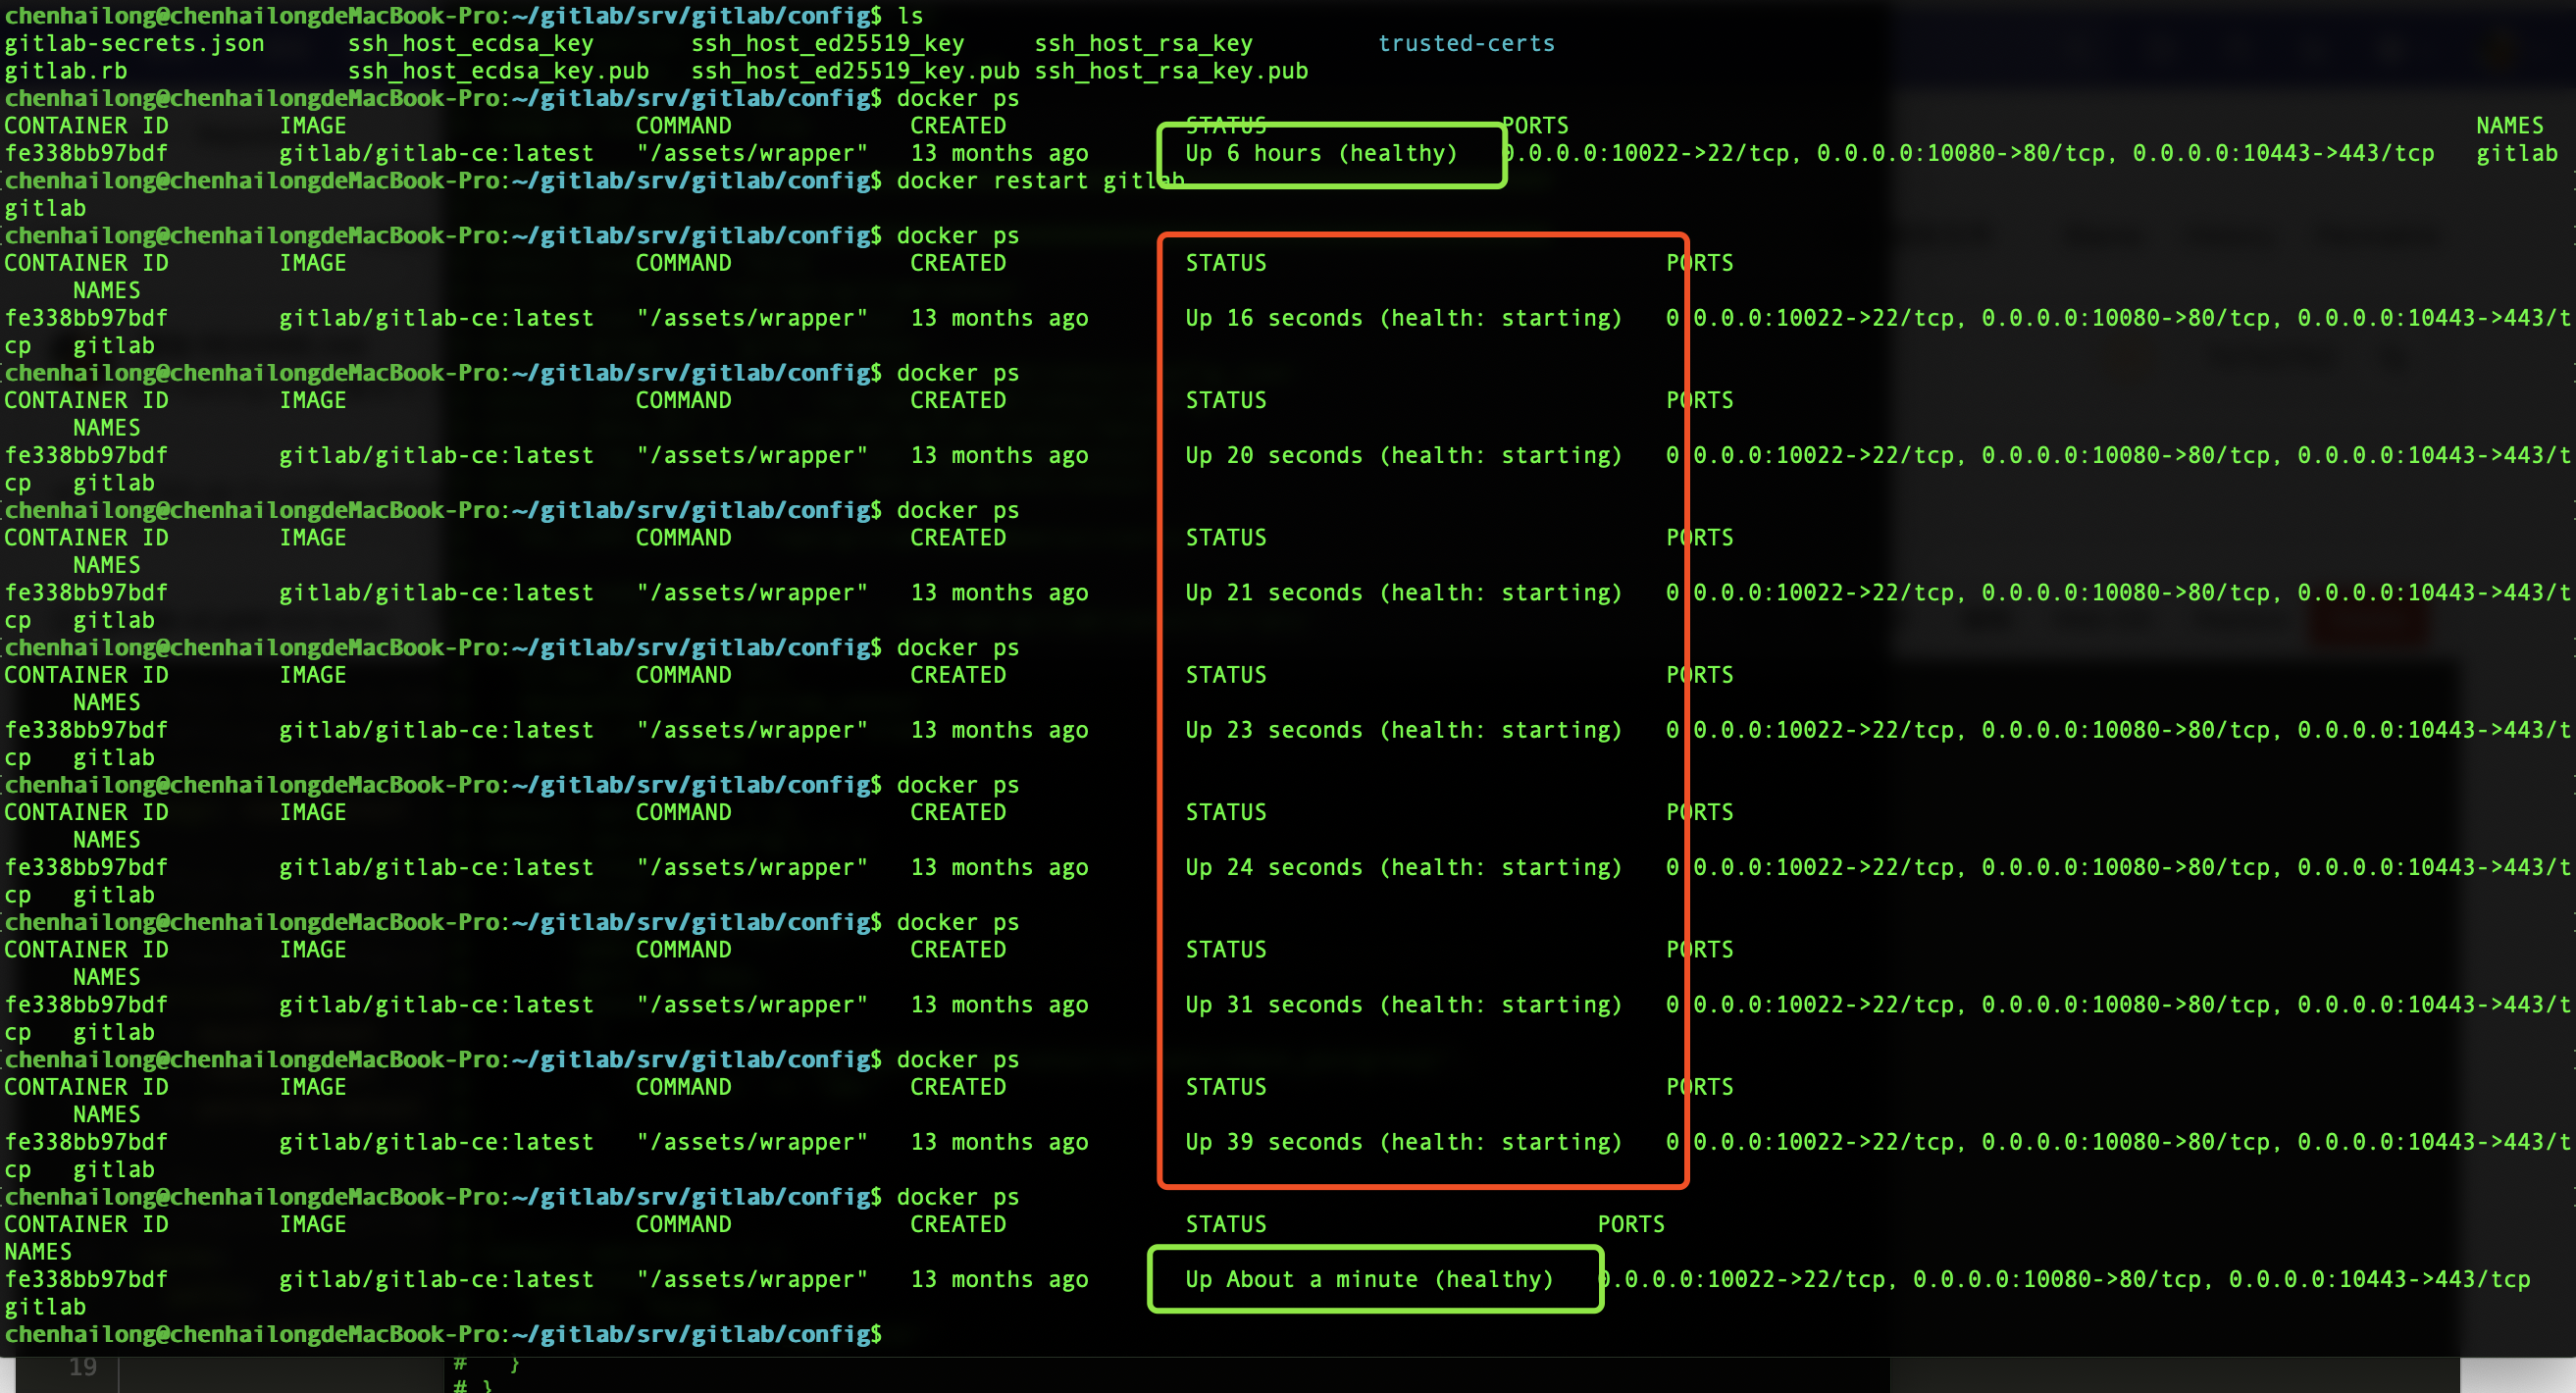 chenhailong@chenhailongdeMacBook-Pro:~/gitlab/srv/gitlab/config$ ls
gitlab-secrets.json ssh_host_ecdsa_key ssh_host_ed25519_key ssh_host_rsa_key trusted-certs
gitlab.rb ssh_host_ecdsa_key.pub ssh_host_ed25519_key.pub ssh_host_rsa_key.pub
chenhailong@chenhailongdeMacBook-Pro:~/gitlab/srv/gitlab/config$ docker ps
CONTAINER ID IMAGE COMMAND CREATED STATUS PORTS NAMES
fe338bb97bdf gitlab/gitlab-ce:latest "/assets/wrapper" 13 months ago Up 6 hours (healthy) 0.0.0.0:10022->22/tcp, 0.0.0.0:10080->80/tcp, 0.0.0.0:10443->443/tcp gitlab
chenhailong@chenhailongdeMacBook-Pro:~/gitlab/srv/gitlab/config$ docker restart gitlab
gitlab
chenhailong@chenhailongdeMacBook-Pro:~/gitlab/srv/gitlab/config$ docker ps
CONTAINER ID IMAGE COMMAND CREATED STATUS PORTS
NAMES
fe338bb97bdf gitlab/gitlab-ce:latest "/assets/wrapper" 13 months ago Up 16 seconds (health: starting) 0.0.0.0:10022->22/tcp, 0.0.0.0:10080->80/tcp, 0.0.0.0:10443->443/t
cp gitlab
chenhailong@chenhailongdeMacBook-Pro:~/gitlab/srv/gitlab/config$ docker ps
CONTAINER ID IMAGE COMMAND CREATED STATUS PORTS
NAMES
fe338bb97bdf gitlab/gitlab-ce:latest "/assets/wrapper" 13 months ago Up 20 seconds (health: starting) 0.0.0.0:10022->22/tcp, 0.0.0.0:10080->80/tcp, 0.0.0.0:10443->443/t
cp gitlab
chenhailong@chenhailongdeMacBook-Pro:~/gitlab/srv/gitlab/config$ docker ps
CONTAINER ID IMAGE COMMAND CREATED STATUS PORTS
NAMES
fe338bb97bdf gitlab/gitlab-ce:latest "/assets/wrapper" 13 months ago Up 21 seconds (health: starting) 0.0.0.0:10022->22/tcp, 0.0.0.0:10080->80/tcp, 0.0.0.0:10443->443/t
cp gitlab
chenhailong@chenhailongdeMacBook-Pro:~/gitlab/srv/gitlab/config$ docker ps
CONTAINER ID IMAGE COMMAND CREATED STATUS PORTS
NAMES
fe338bb97bdf gitlab/gitlab-ce:latest "/assets/wrapper" 13 months ago Up 23 seconds (health: starting) 0.0.0.0:10022->22/tcp, 0.0.0.0:10080->80/tcp, 0.0.0.0:10443->443/t
cp gitlab
chenhailong@chenhailongdeMacBook-Pro:~/gitlab/srv/gitlab/config$ docker ps
CONTAINER ID IMAGE COMMAND CREATED STATUS PORTS
NAMES
fe338bb97bdf gitlab/gitlab-ce:latest "/assets/wrapper" 13 months ago Up 24 seconds (health: starting) 0.0.0.0:10022->22/tcp, 0.0.0.0:10080->80/tcp, 0.0.0.0:10443->443/t
cp gitlab
chenhailong@chenhailongdeMacBook-Pro:~/gitlab/srv/gitlab/config$ docker ps
CONTAINER ID IMAGE COMMAND CREATED STATUS PORTS
NAMES
fe338bb97bdf gitlab/gitlab-ce:latest "/assets/wrapper" 13 months ago Up 31 seconds (health: starting) 0.0.0.0:10022->22/tcp, 0.0.0.0:10080->80/tcp, 0.0.0.0:10443->443/t
cp gitlab
chenhailong@chenhailongdeMacBook-Pro:~/gitlab/srv/gitlab/config$ docker ps
CONTAINER ID IMAGE COMMAND CREATED STATUS PORTS
NAMES
fe338bb97bdf gitlab/gitlab-ce:latest "/assets/wrapper" 13 months ago Up 39 seconds (health: starting) 0.0.0.0:10022->22/tcp, 0.0.0.0:10080->80/tcp, 0.0.0.0:10443->443/t
cp gitlab
chenhailong@chenhailongdeMacBook-Pro:~/gitlab/srv/gitlab/config$ docker ps
CONTAINER ID IMAGE COMMAND CREATED STATUS PORTS
NAMES
fe338bb97bdf gitlab/gitlab-ce:latest "/assets/wrapper" 13 months ago Up About a minute (healthy) 0.0.0.0:10022->22/tcp, 0.0.0.0:10080->80/tcp, 0.0.0.0:10443->443/tcp
gitlab
chenhailong@chenhailongdeMacBook-Pro:~/gitlab/srv/gitlab/config$
19 # }
# }